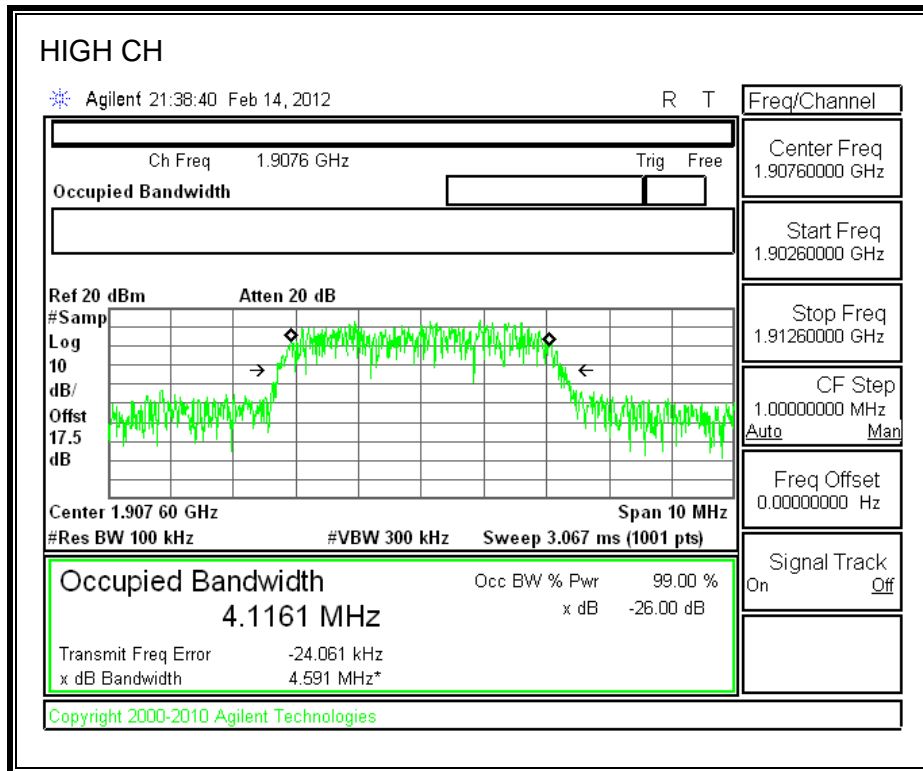 HIGH CH
Agilent 21:38:40 Feb 14, 2012 R T
Freq/Channel
Ch Freq 1.9076 GHz Trig Free
Occupied Bandwidth
Center Freq
1.90760000 GHz
Start Freq
1.90260000 GHz
Stop Freq
1.91260000 GHz
CF Step
1.00000000 MHz
Auto Man
Freq Offset
0.00000000 Hz
Signal Track
On Off
Ref 20 dBm Atten 20 dB
#Samp
Log
10
dB/
Offst
17.5
dB
Center 1.907 60 GHz Span 10 MHz
#Res BW 100 kHz #VBW 300 kHz Sweep 3.067 ms (1001 pts)
Occupied Bandwidth Occ BW % Pwr 99.00 %
4.1161 MHz x dB -26.00 dB
Transmit Freq Error -24.061 kHz
x dB Bandwidth 4.591 MHz*
Copyright 2000-2010 Agilent Technologies